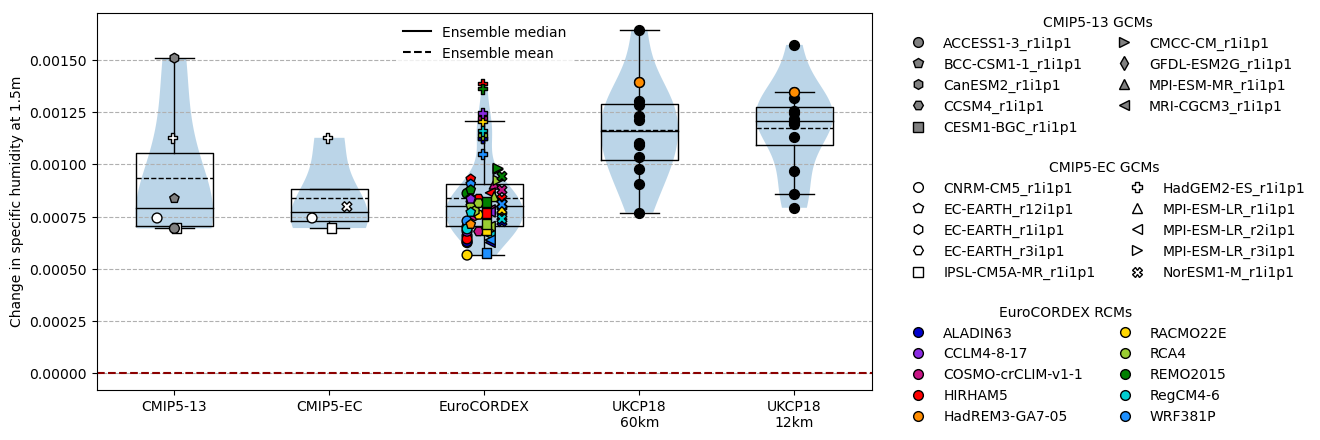 Change in specific humidity at 1.5m
0.00150
0.00125
0.00100
0.00075
0.00050
0.00025
0.00000
Ensemble median
Ensemble mean
CMIP5-13
CMIP5-EC
EuroCORDEX
UKCP18
60km
UKCP18
12km
CMIP5-13 GCMs
ACCESS1-3_r1i1p1
BCC-CSM1-1_r1i1p1
CanESM2_r1i1p1
CCSM4_r1i1p1
CESM1-BGC_r1i1p1
CMCC-CM_r1i1p1
GFDL-ESM2G_r1i1p1
MPI-ESM-MR_r1i1p1
MRI-CGCM3_r1i1p1
CMIP5-EC GCMs
CNRM-CM5_r1i1p1
EC-EARTH_r12i1p1
EC-EARTH_r1i1p1
EC-EARTH_r3i1p1
IPSL-CM5A-MR_r1i1p1
HadGEM2-ES_r1i1p1
MPI-ESM-LR_r1i1p1
MPI-ESM-LR_r2i1p1
MPI-ESM-LR_r3i1p1
NorESM1-M_r1i1p1
EuroCORDEX RCMs
ALADIN63
CCLM4-8-17
COSMO-crCLIM-v1-1
HIRHAM5
HadREM3-GA7-05
RACMO22E
RCA4
REMO2015
RegCM4-6
WRF381P